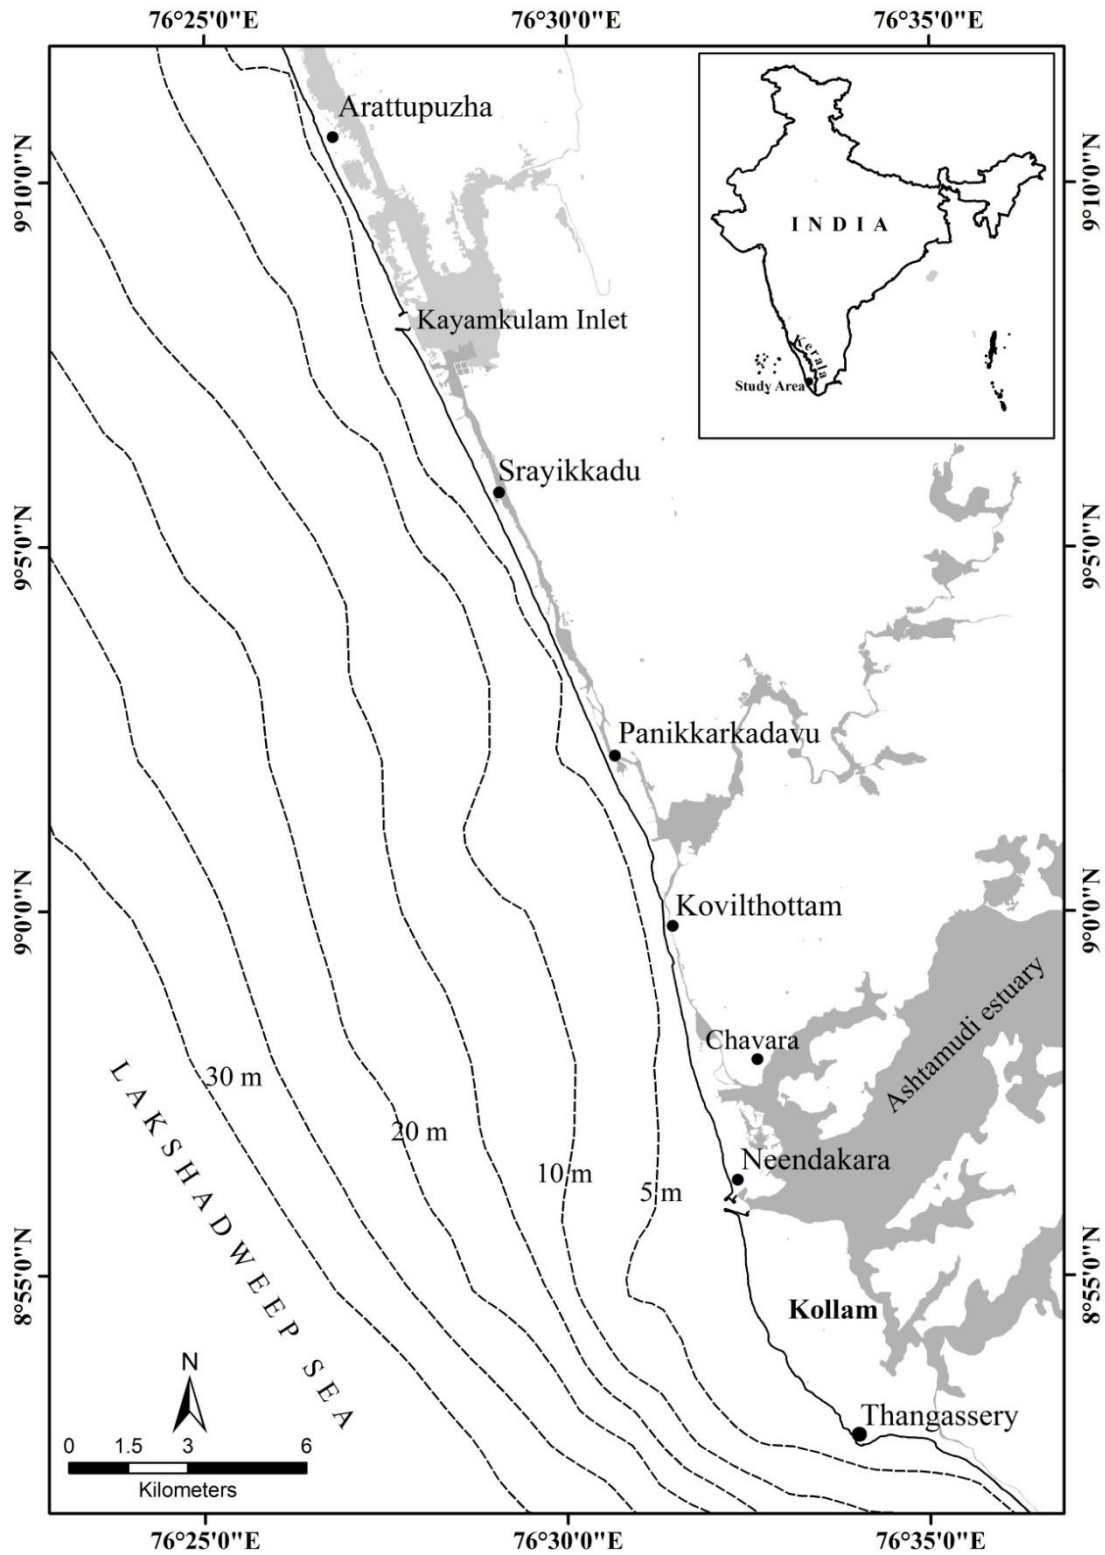 76°25'0"E
76°30'0"E
76°35'0"E
Arattupuzha
9°10'0"N
9°10'0"N
INDIA
Kayamkulam Inlet
Kerala
Study Area
Srayikkadu
9°5'0"N
9°5'0"N
Panikkarkadavu
9°0'0"N
9°0'0"N
Kovilthottam
Ashtamudi estuary
Chavara
30 m
20 m
10 m
5 m
Neendakara
LAKSHADWEEP SEA
8°55'0"N
8°55'0"N
Kollam
N
Thangassery
0 1.5 3 6
Kilometers
76°25'0"E
76°30'0"E
76°35'0"E